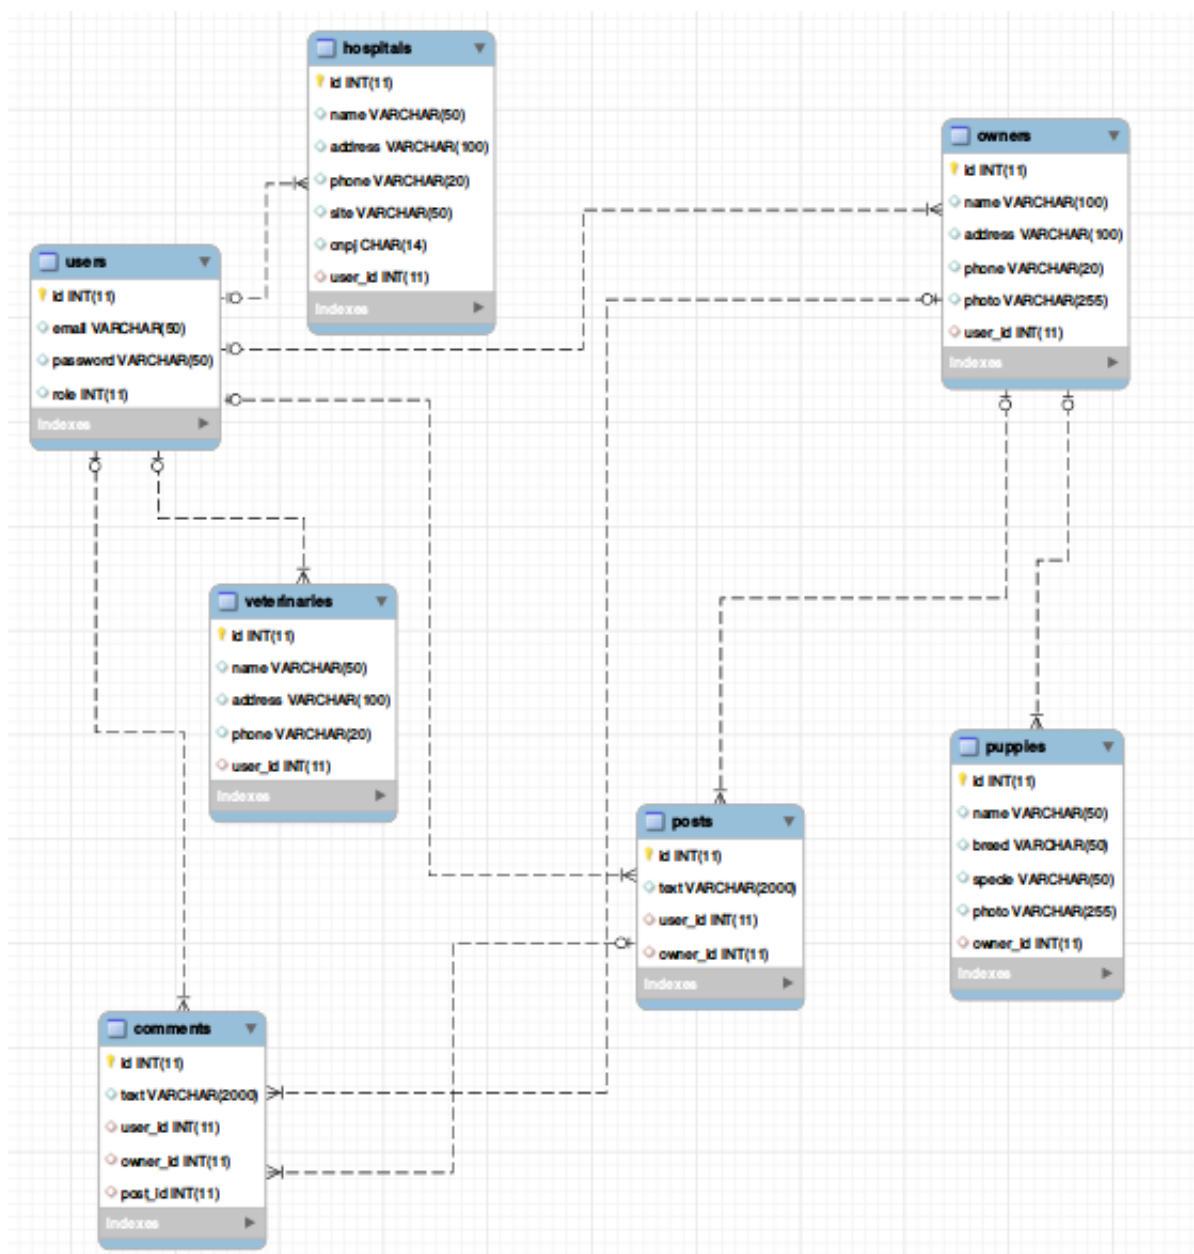 hospitals
id INT(11)
name VARCHAR(50)
address VARCHAR(100)
phone VARCHAR(20)
site VARCHAR(50)
cnpj CHAR(14)
user_id INT(11)
Indexes
owners
id INT(11)
name VARCHAR(100)
address VARCHAR(100)
phone VARCHAR(20)
photo VARCHAR(255)
user_id INT(11)
Indexes
users
id INT(11)
email VARCHAR(50)
password VARCHAR(50)
role INT(11)
Indexes
veterinaries
id INT(11)
name VARCHAR(50)
address VARCHAR(100)
phone VARCHAR(20)
user_id INT(11)
Indexes
puppies
id INT(11)
name VARCHAR(50)
breed VARCHAR(50)
specie VARCHAR(50)
photo VARCHAR(255)
owner_id INT(11)
Indexes
posts
id INT(11)
text VARCHAR(2000)
user_id INT(11)
owner_id INT(11)
Indexes
comments
id INT(11)
text VARCHAR(2000)
user_id INT(11)
owner_id INT(11)
post_id INT(11)
Indexes